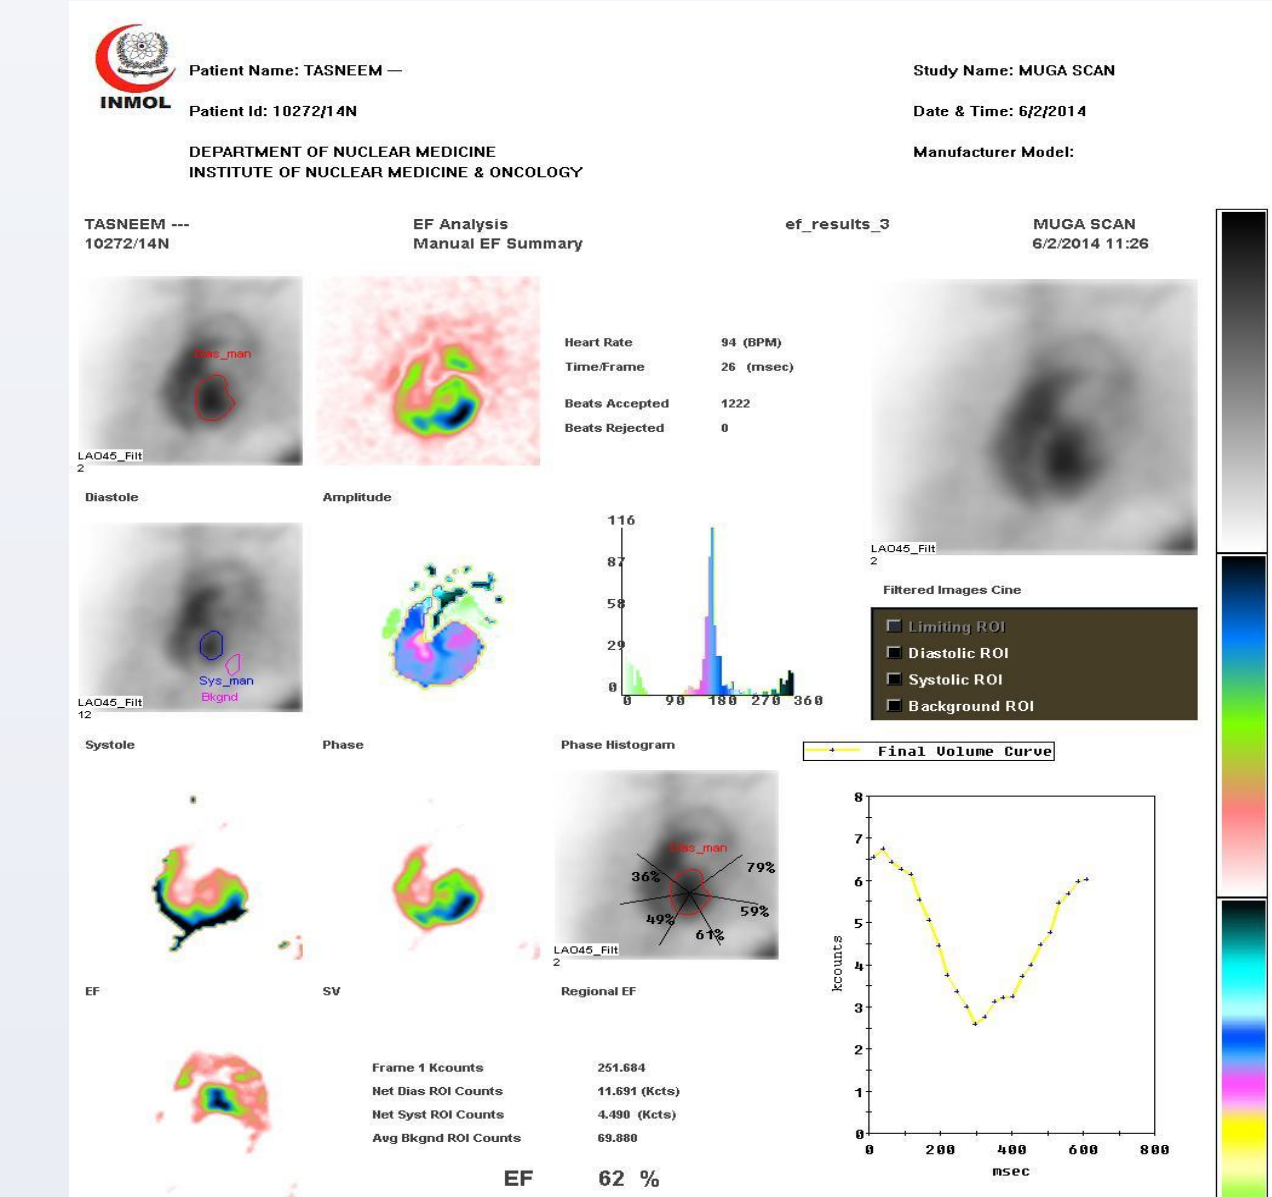 INMOL
Patient Name: TASNEEM —
Patient Id: 10272/14N
DEPARTMENT OF NUCLEAR MEDICINE
INSTITUTE OF NUCLEAR MEDICINE & ONCOLOGY
Study Name: MUGA SCAN
Date & Time: 6/2/2014
Manufacturer Model:
TASNEEM ---
10272/14N
EF Analysis
Manual EF Summary
ef_results_3
MUGA SCAN
6/2/2014 11:26
Dias_man
LAO45_Filt
2
Diastole
Amplitude
Heart Rate 94 (BPM)
Time/Frame 26 (msec)
Beats Accepted 1222
Beats Rejected 0
LAO45_Filt
2
Filtered Images Cine
Limiting ROI
Diastolic ROI
Systolic ROI
Background ROI
Sys_man
Bkgnd
LAO45_Filt
12
Systole
Phase
116
87
58
29
0
0 90 180 270 360
Phase Histogram
Final Volume Curve
EF
SV
Dias_man
36%
79%
49%
59%
61%
LAO45_Filt
2
Regional EF
8
7
6
5
4
3
2
1
0
kcounts
0 200 400 600 800
msec
Frame 1 Kcounts 251.684
Net Dias ROI Counts 11.691 (Kcts)
Net Syst ROI Counts 4.490 (Kcts)
Avg Bkgnd ROI Counts 69.880
EF 62 %